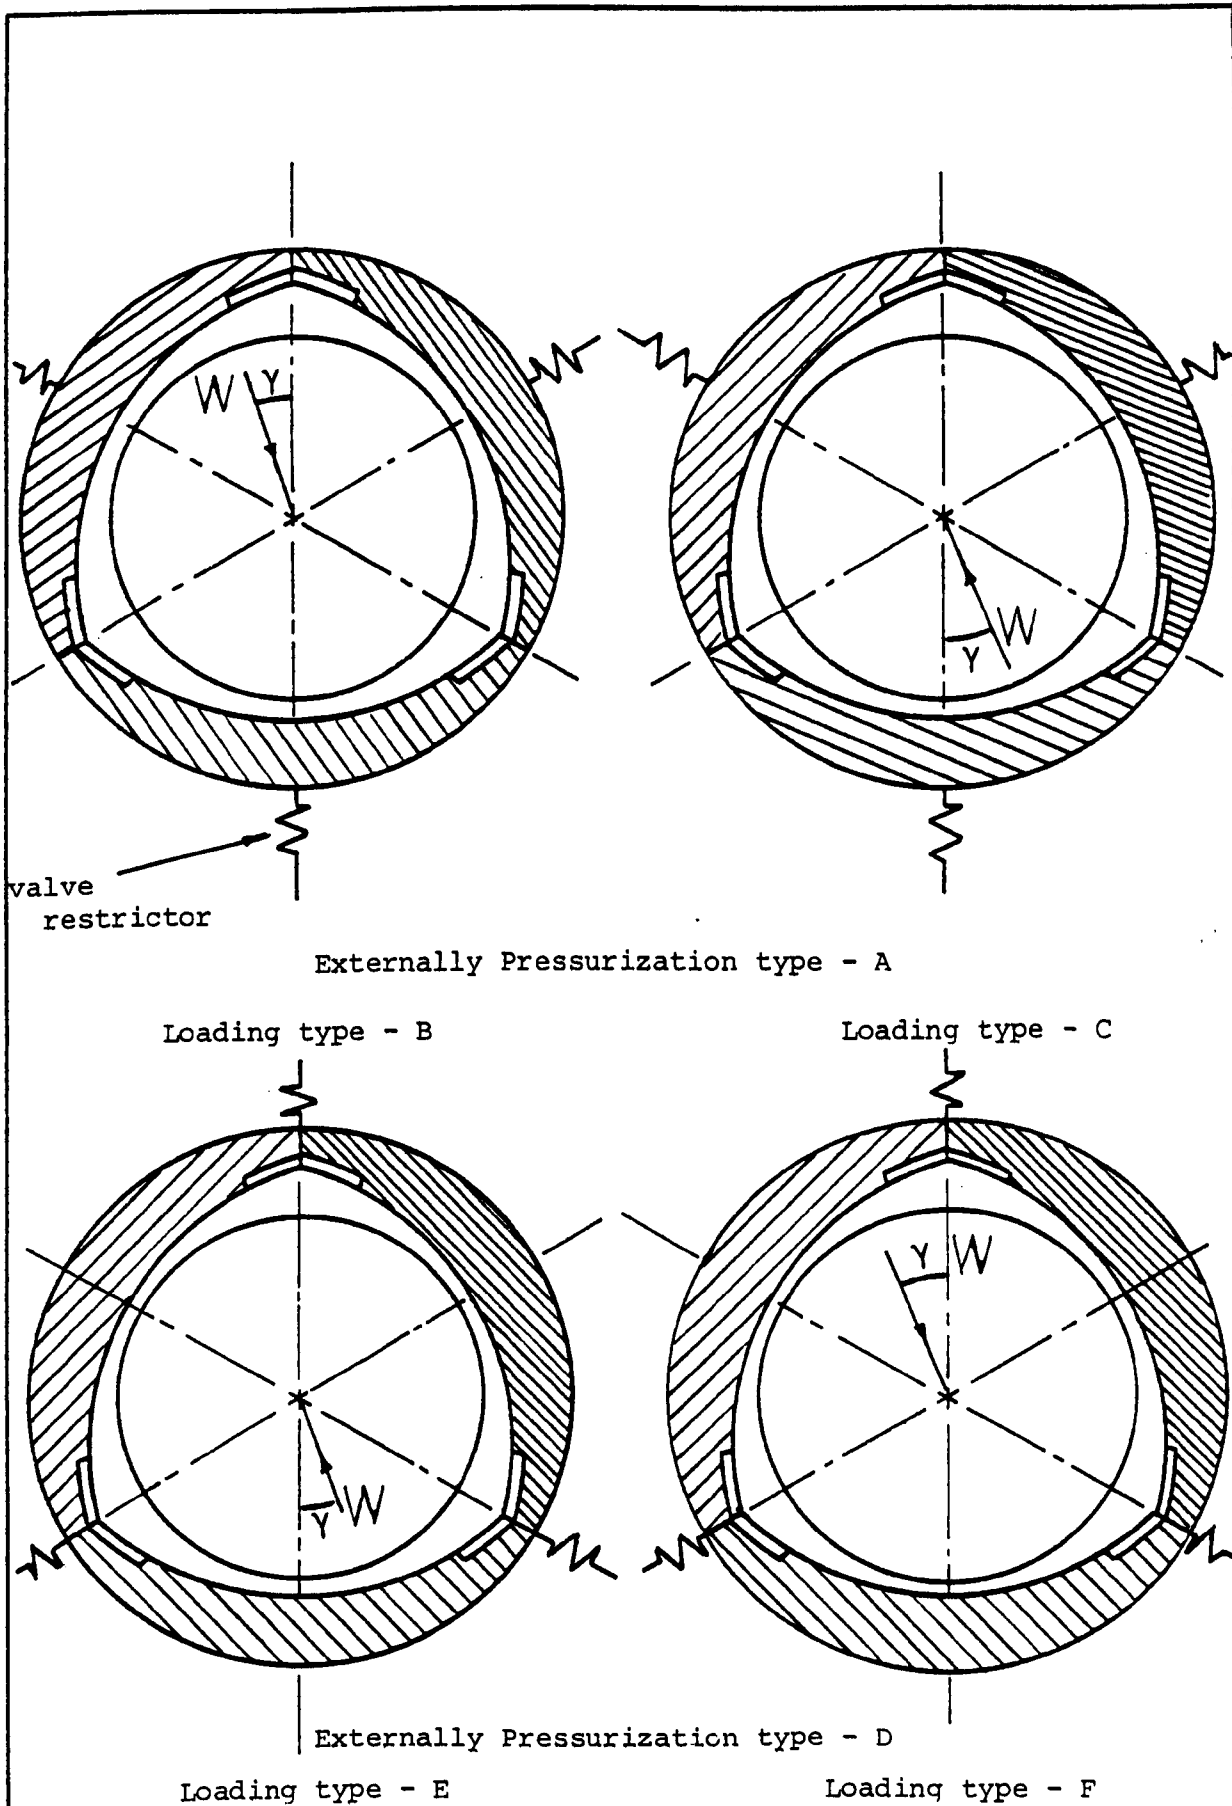 W γ
W
γ
valve
restrictor
Externally Pressurization type - A
Loading type - B
Loading type - C
γ W
γ W
Externally Pressurization type - D
Loading type - E
Loading type - F